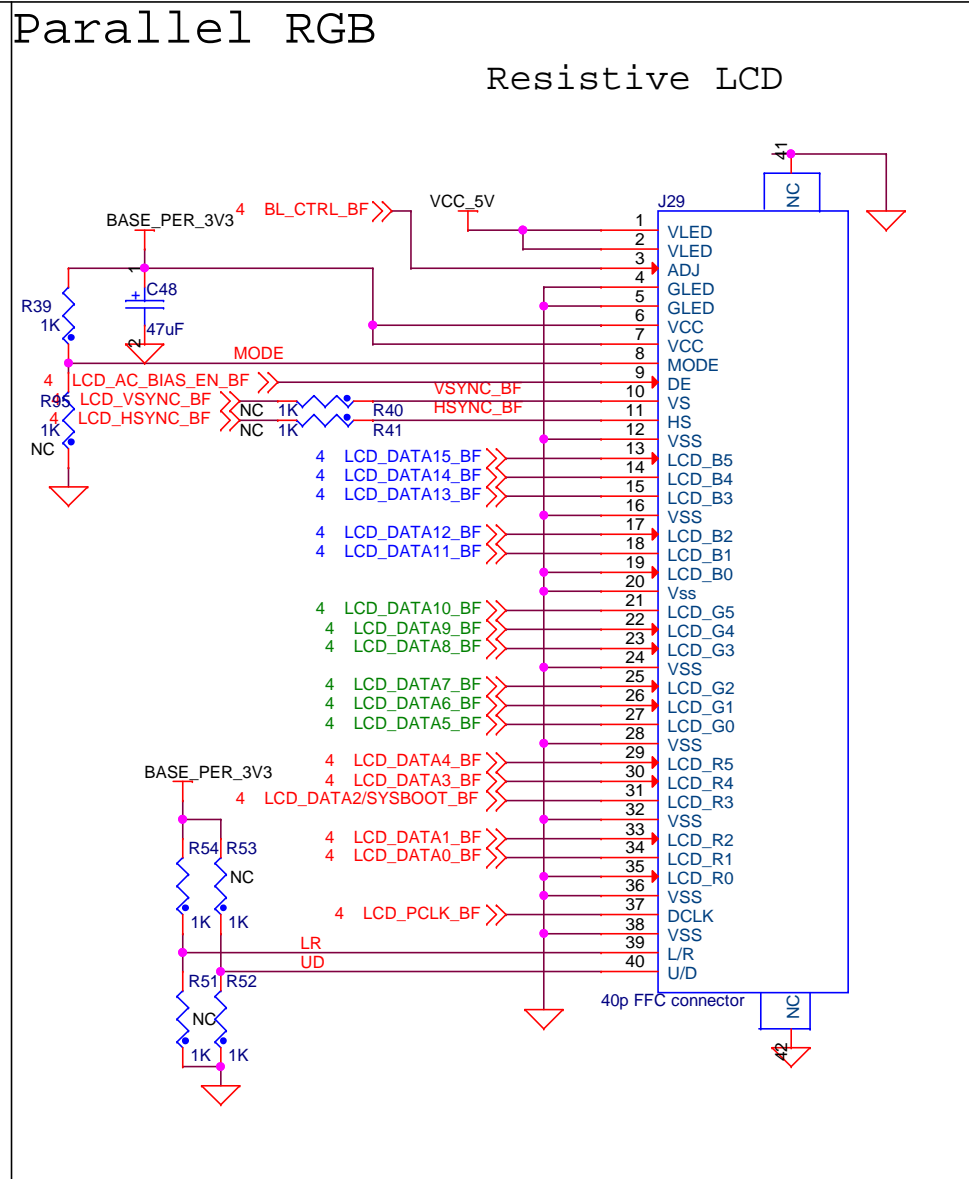 Parallel RGB
Resistive LCD
41
NC
J29
4 BL_CTRL_BF
VCC_5V
BASE_PER_3V3
1 VLED
2 VLED
3 ADJ
4 GLED
5 GLED
6 VCC
7 VCC
8 MODE
9 DE
10 VS
11 HS
12 VSS
13 LCD_B5
14 LCD_B4
15 LCD_B3
16 VSS
17 LCD_B2
18 LCD_B1
19 LCD_B0
20 Vss
21 LCD_G5
22 LCD_G4
23 LCD_G3
24 VSS
25 LCD_G2
26 LCD_G1
27 LCD_G0
28 VSS
29 LCD_R5
30 LCD_R4
31 LCD_R3
32 VSS
33 LCD_R2
34 LCD_R1
35 LCD_R0
36 VSS
37 DCLK
38 VSS
39 L/R
40 U/D
40p FFC connector
NC
42
1
+ C48
47uF
2
R39
1K
MODE
4 LCD_AC_BIAS_EN_BF
4 LCD_VSYNC_BF
4 LCD_HSYNC_BF
R95
1K
NC
NC 1K R40
NC 1K R41
VSYNC_BF
HSYNC_BF
4 LCD_DATA15_BF
4 LCD_DATA14_BF
4 LCD_DATA13_BF
4 LCD_DATA12_BF
4 LCD_DATA11_BF
4 LCD_DATA10_BF
4 LCD_DATA9_BF
4 LCD_DATA8_BF
4 LCD_DATA7_BF
4 LCD_DATA6_BF
4 LCD_DATA5_BF
4 LCD_DATA4_BF
4 LCD_DATA3_BF
4 LCD_DATA2/SYSBOOT_BF
4 LCD_DATA1_BF
4 LCD_DATA0_BF
4 LCD_PCLK_BF
BASE_PER_3V3
R54 R53
NC
1K 1K
LR
UD
R51 R52
NC
1K 1K